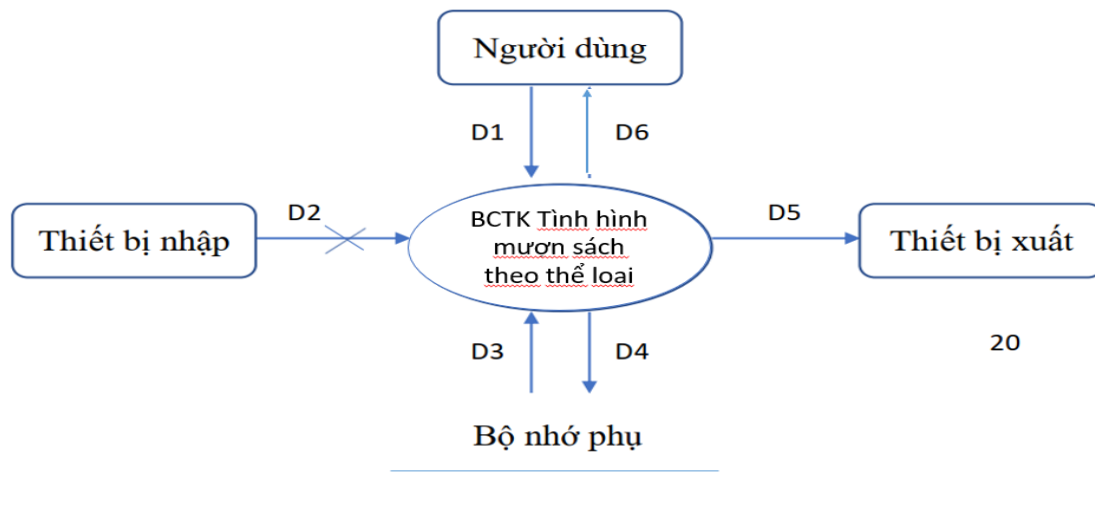 Người dùng
D1
D6
D2
D5
Thiết bị nhập
BCTK Tình hình
mượn sách
theo thể loại
Thiết bị xuất
D3
D4
20
Bộ nhớ phụ